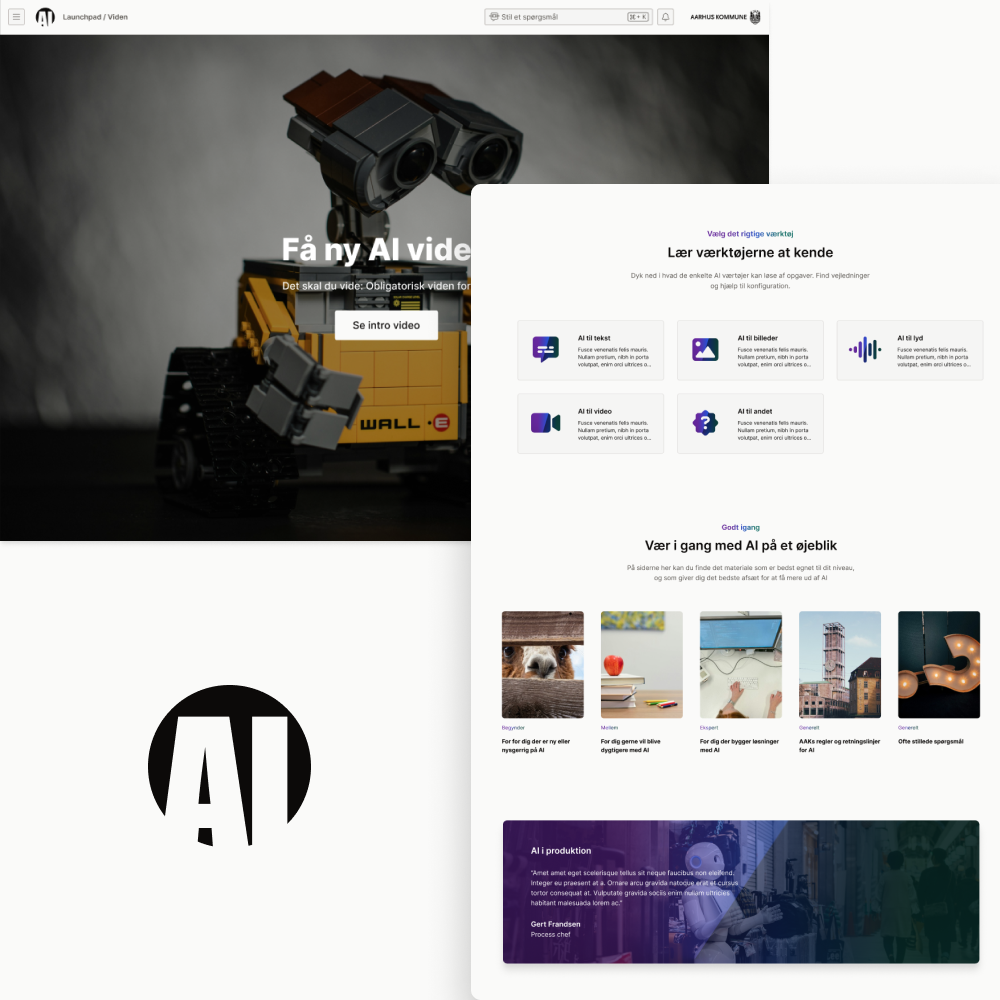 Launchpad / Viden
Stil et spørgsmål
⌘ + K
AARHUS KOMMUNE
Få ny AI vide
Det skal du vide: Obligatorisk viden for
Se intro video
WALL·E
Vælg det rigtige værktøj
Lær værktøjerne at kende
Dyk ned i hvad de enkelte AI værtøjer kan løse af opgaver. Find vejledninger
og hjælp til konfiguration.
AI til tekst
Fusce venenatis felis mauris.
Nullam pretium, nibh in porta
volutpat, enim orci ultrices o...
AI til billeder
Fusce venenatis felis mauris.
Nullam pretium, nibh in porta
volutpat, enim orci ultrices o...
AI til lyd
Fusce venenatis felis mauris.
Nullam pretium, nibh in porta
volutpat, enim orci ultrices o...
AI til video
Fusce venenatis felis mauris.
Nullam pretium, nibh in porta
volutpat, enim orci ultrices o...
AI til andet
Fusce venenatis felis mauris.
Nullam pretium, nibh in porta
volutpat, enim orci ultrices o...
Godt igang
Vær i gang med AI på et øjeblik
På siderne her kan du finde det materiale som er bedst egnet til dit niveau,
og som giver dig det bedste afsæt for at få mere ud af AI
Begynder
For for dig der er ny eller
nysgerrig på AI
Mellem
For dig gerne vil blive
dygtigere med AI
Ekspert
For dig der bygger løsninger
med AI
Generell
AAKs regler og retningslinjer
for AI
Generell
Ofte stillede spørgsmål
AI
AI i produktion
"Amet amet eget scelerisque tellus sit neque faucibus non eleifend.
Integer eu praesent at a. Ornare arcu gravida natoque erat et cursus
tortor consequat at. Vulputate gravida sociis enim nullam ultricies
habitant malesuada lorem ac."
Gert Frandsen
Process chef